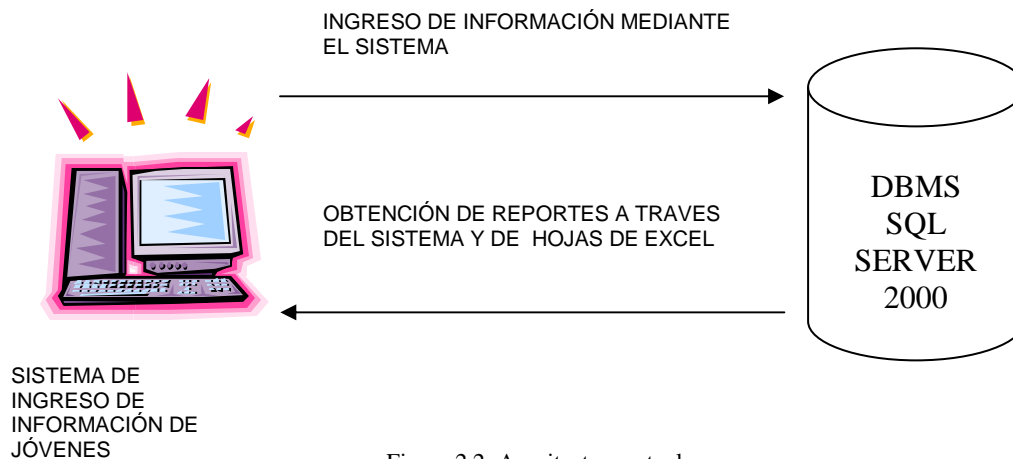 INGRESO DE INFORMACIÓN MEDIANTE
EL SISTEMA
OBTENCIÓN DE REPORTES A TRAVES
DEL SISTEMA Y DE HOJAS DE EXCEL
DBMS
SQL
SERVER
2000
SISTEMA DE
INGRESO DE
INFORMACIÓN DE
JÓVENES